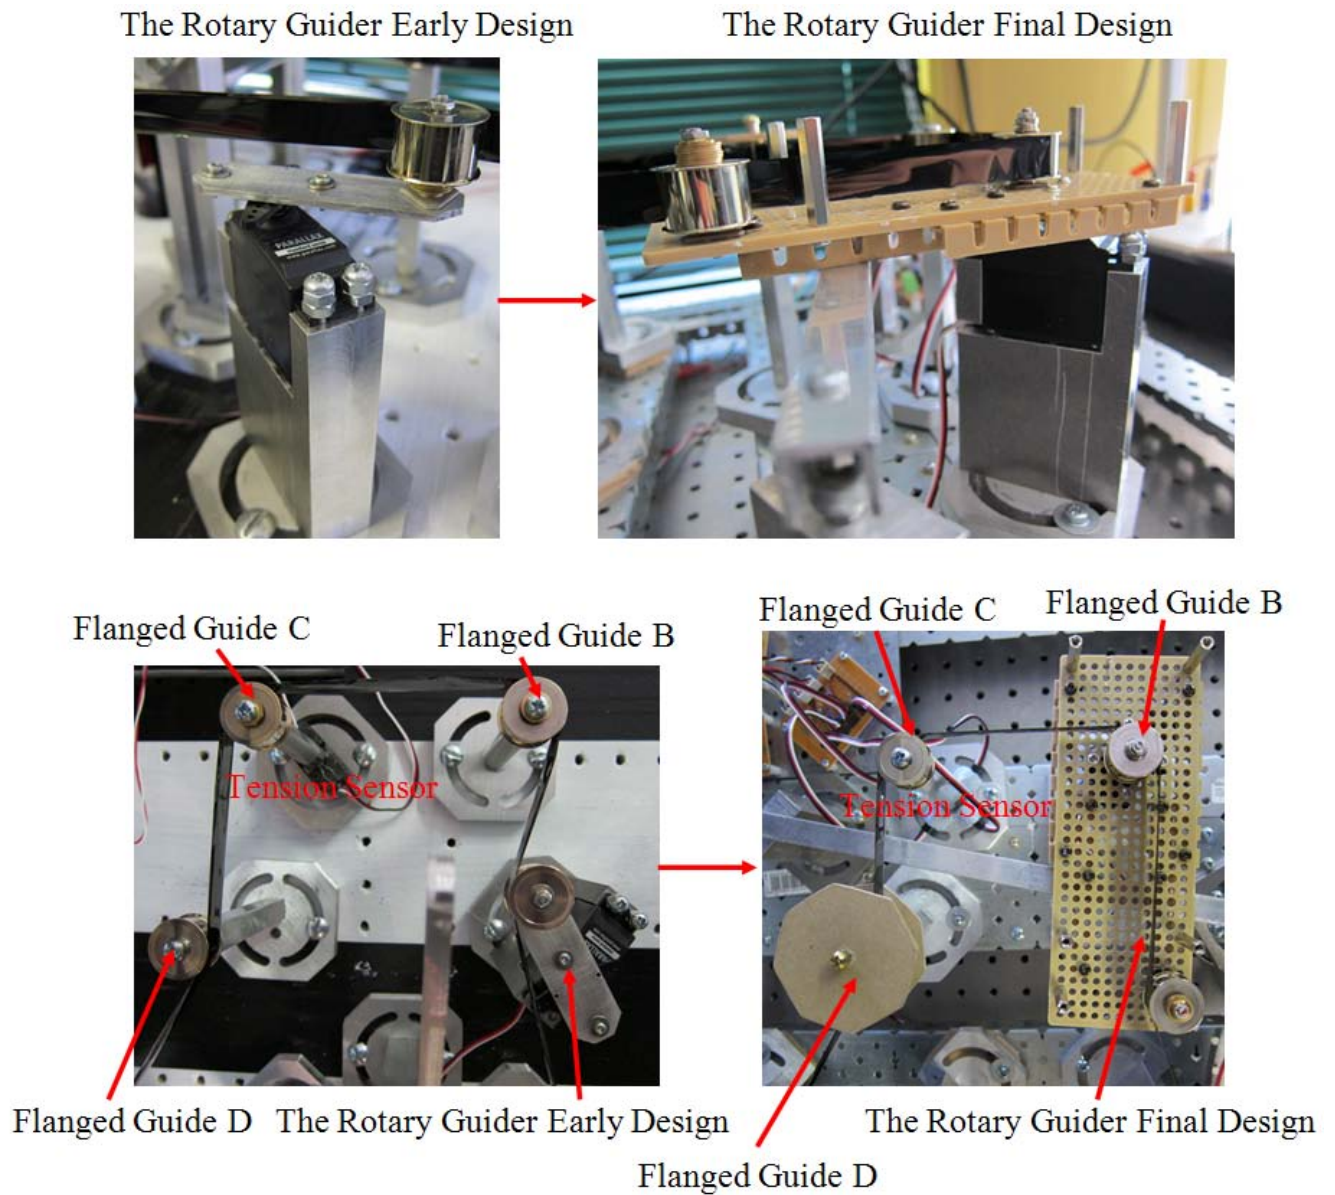 The Rotary Guider Early Design
The Rotary Guider Final Design
PARALLAX
Flanged Guide C
Flanged Guide B
Tension Sensor
Flanged Guide D
The Rotary Guider Early Design
Flanged Guide C
Flanged Guide B
Tension Sensor
The Rotary Guider Final Design
Flanged Guide D